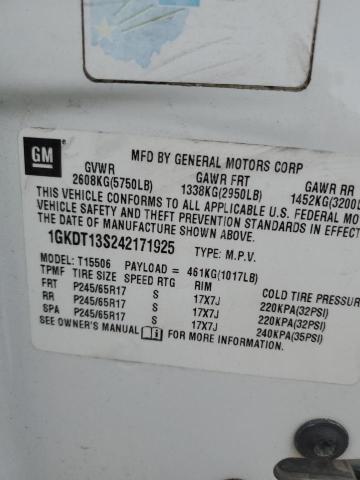 GM
MFD BY GENERAL MOTORS CORP
GVWR GAWR FRT GAWR RR
2608KG(5750LB) 1338KG(2950LB) 1452KG(3200L
THIS VEHICLE CONFORMS TO ALL APPLICABLE U.S. FEDERAL MO
VEHICLE SAFETY AND THEFT PREVENTION STANDARDS IN EFFECT
THE DATE OF MANUFACTURE SHOWN ABOVE.
1GKDT13S242171925 TYPE: M.P.V.
MODEL: T15506 PAYLOAD = 461KG(1017LB)
TPMF TIRE SIZE SPEED RTG RIM COLD TIRE PRESSUR
FRT P245/65R17 S 17X7J 220KPA(32PSI)
RR P245/65R17 S 17X7J 220KPA(32PSI)
SPA P245/65R17 S 17X7J 240KPA(35PSI)
SEE OWNER'S MANUAL FOR MORE INFORMATION.